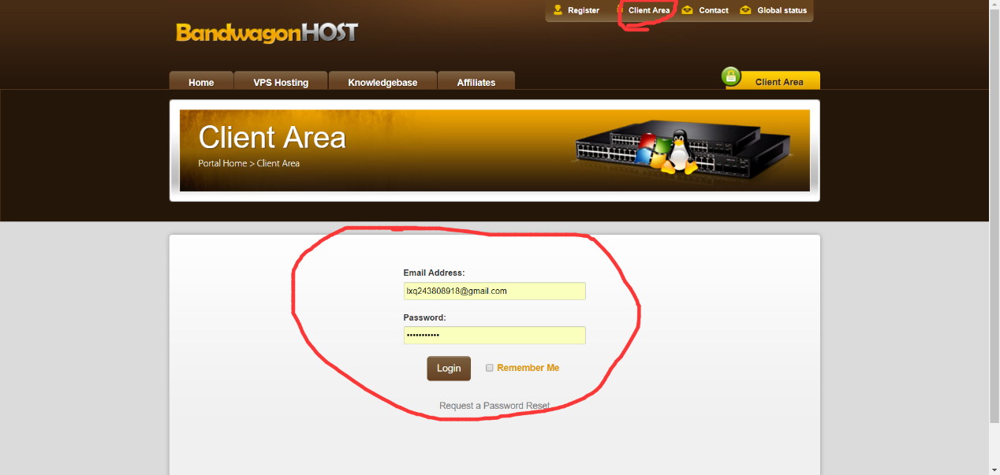 Register Client Area Contact Global status
BandwagonHOST
Home VPS Hosting Knowledgebase Affiliates Client Area
Client Area
Portal Home > Client Area
Email Address:
lxq243808918@gmail.com
Password:
•••••••••••
Login Remember Me
Request a Password Reset